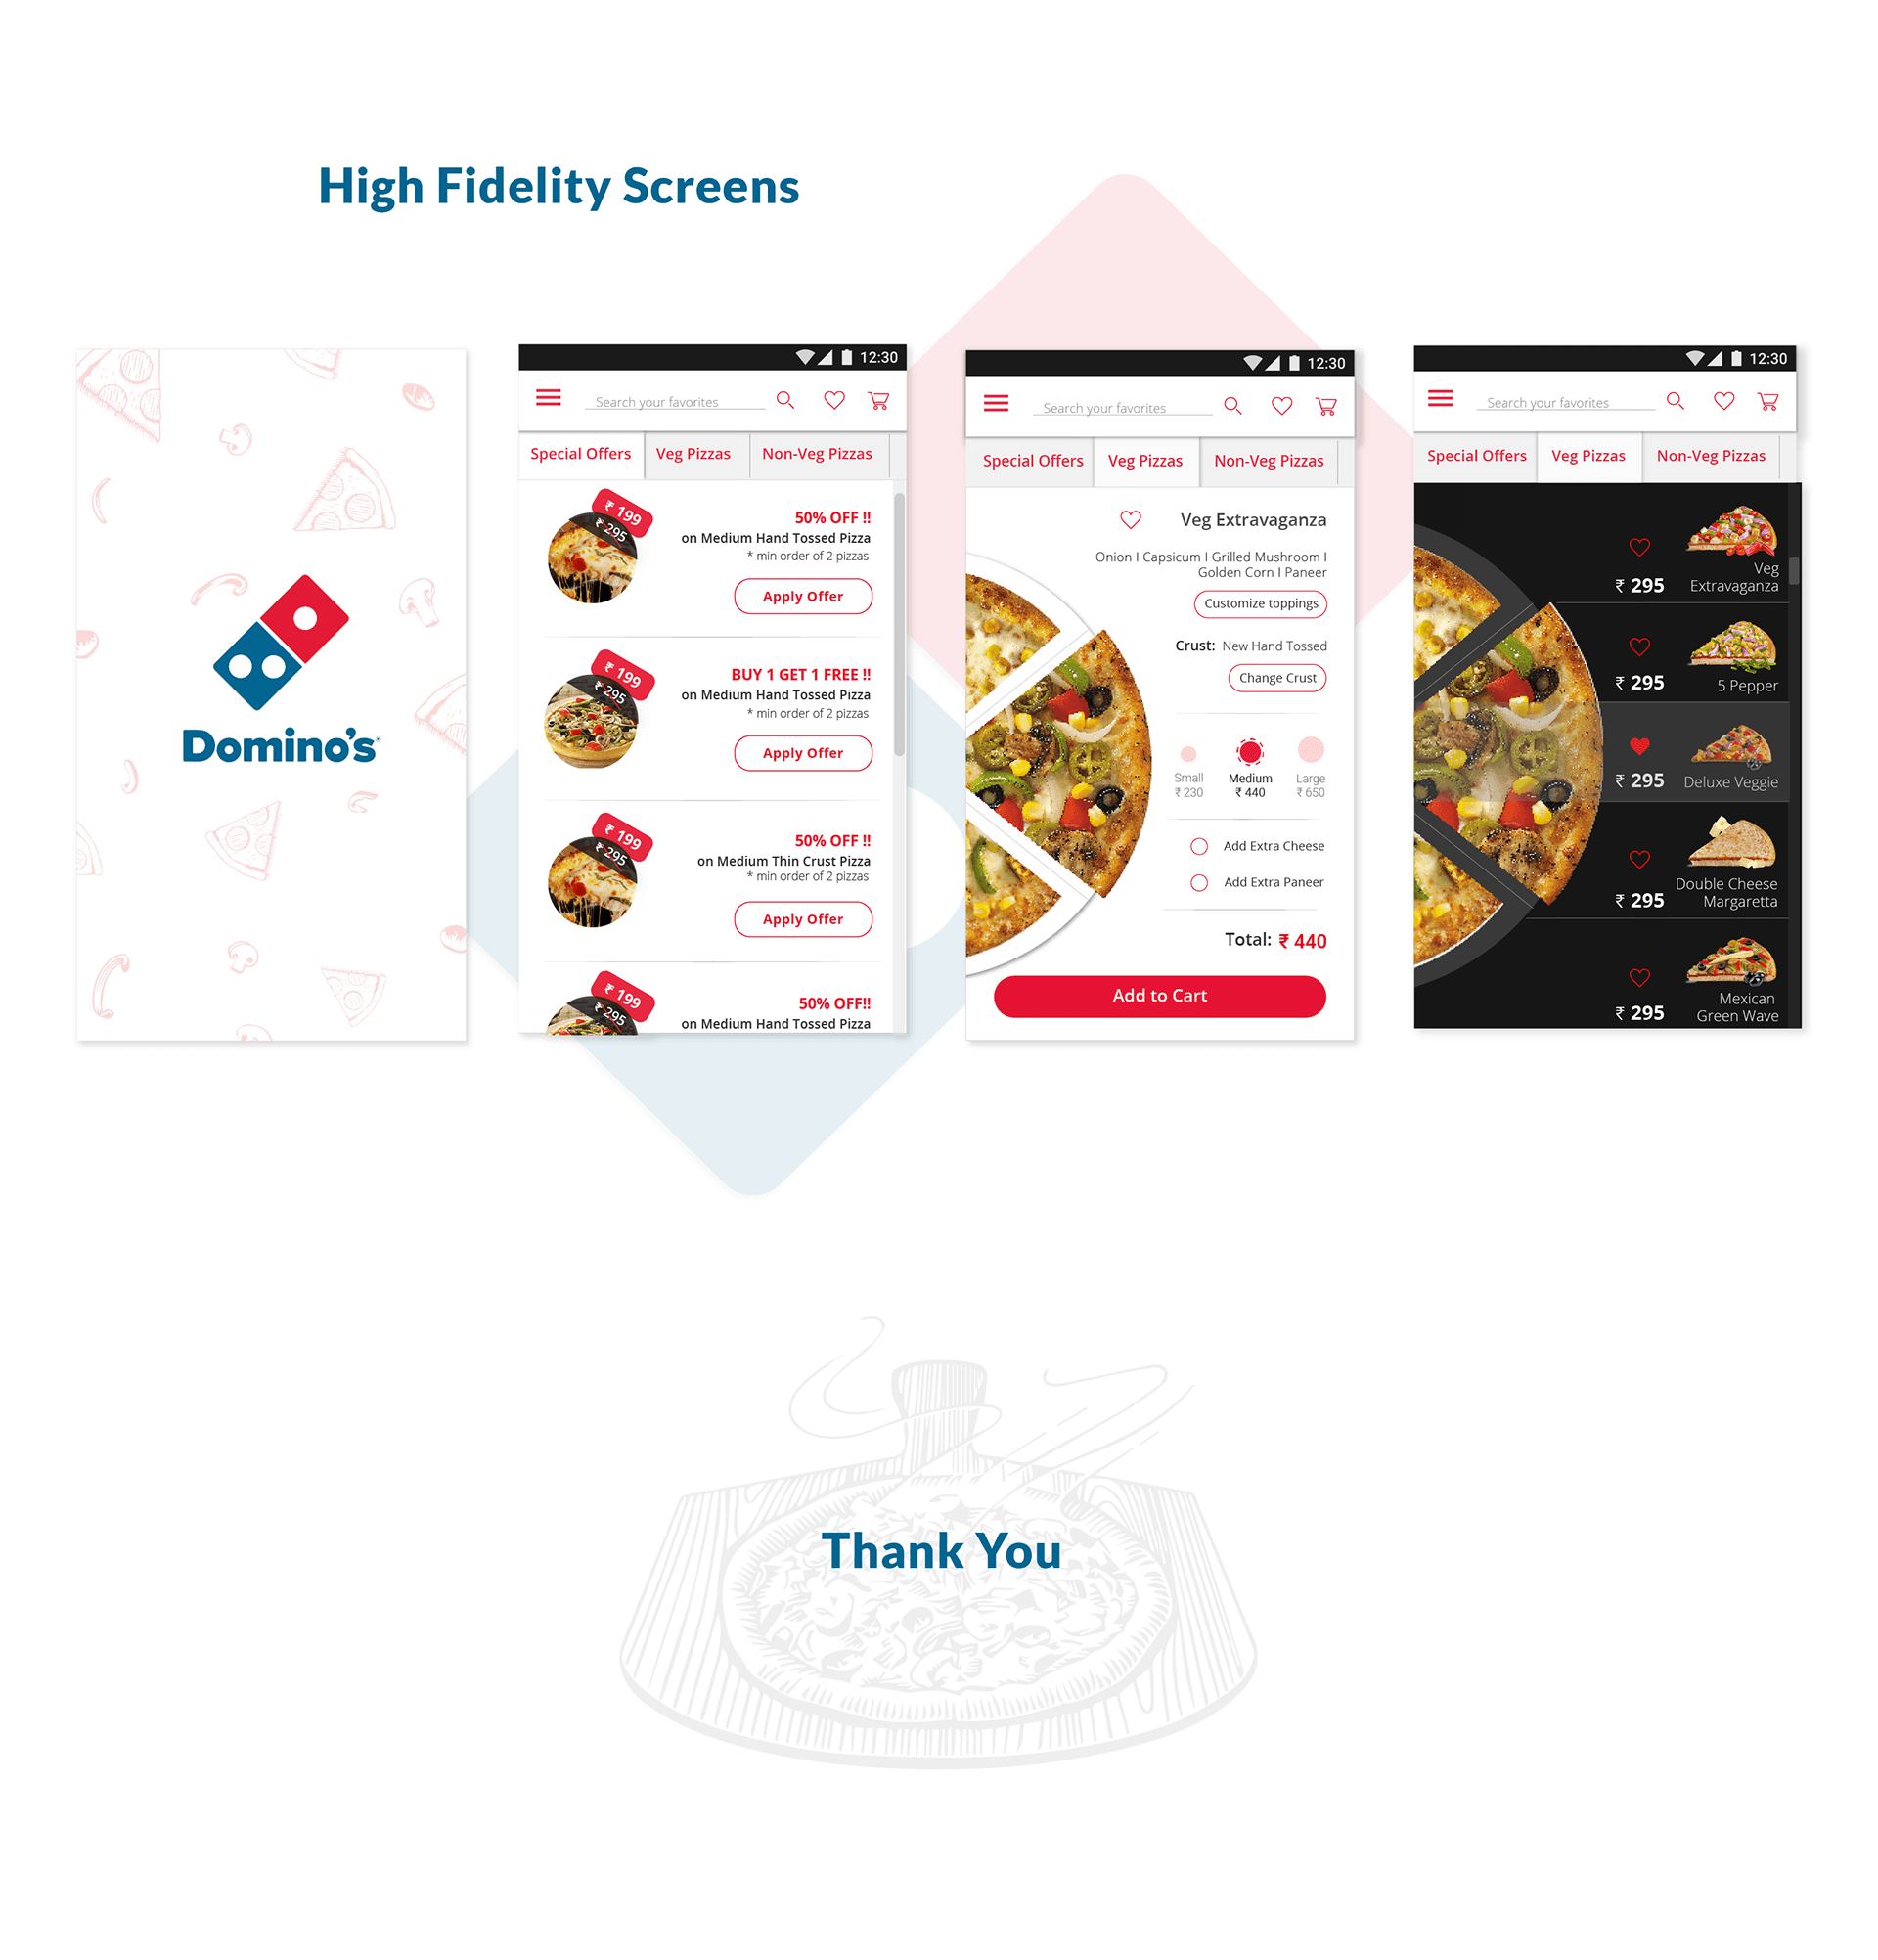 High Fidelity Screens
Domino's
12:30
Search your favorites
Special Offers
Veg Pizzas
Non-Veg Pizzas
₹ 199
₹ 295
50% OFF !!
on Medium Hand Tossed Pizza
* min order of 2 pizzas
Apply Offer
₹ 199
₹ 295
BUY 1 GET 1 FREE !!
on Medium Hand Tossed Pizza
* min order of 2 pizzas
Apply Offer
₹ 199
₹ 295
50% OFF !!
on Medium Thin Crust Pizza
* min order of 2 pizzas
Apply Offer
₹ 199
₹ 295
50% OFF!!
on Medium Hand Tossed Pizza
12:30
Search your favorites
Special Offers
Veg Pizzas
Non-Veg Pizzas
Veg Extravaganza
Onion I Capsicum I Grilled Mushroom I
Golden Corn I Paneer
Customize toppings
Crust: New Hand Tossed
Change Crust
Small
₹ 230
Medium
₹ 440
Large
₹ 650
Add Extra Cheese
Add Extra Paneer
Total: ₹ 440
Add to Cart
12:30
Search your favorites
Special Offers
Veg Pizzas
Non-Veg Pizzas
₹ 295
Veg
Extravaganza
₹ 295
5 Pepper
₹ 295
Deluxe Veggie
₹ 295
Double Cheese
Margaretta
₹ 295
Mexican
Green Wave
Thank You